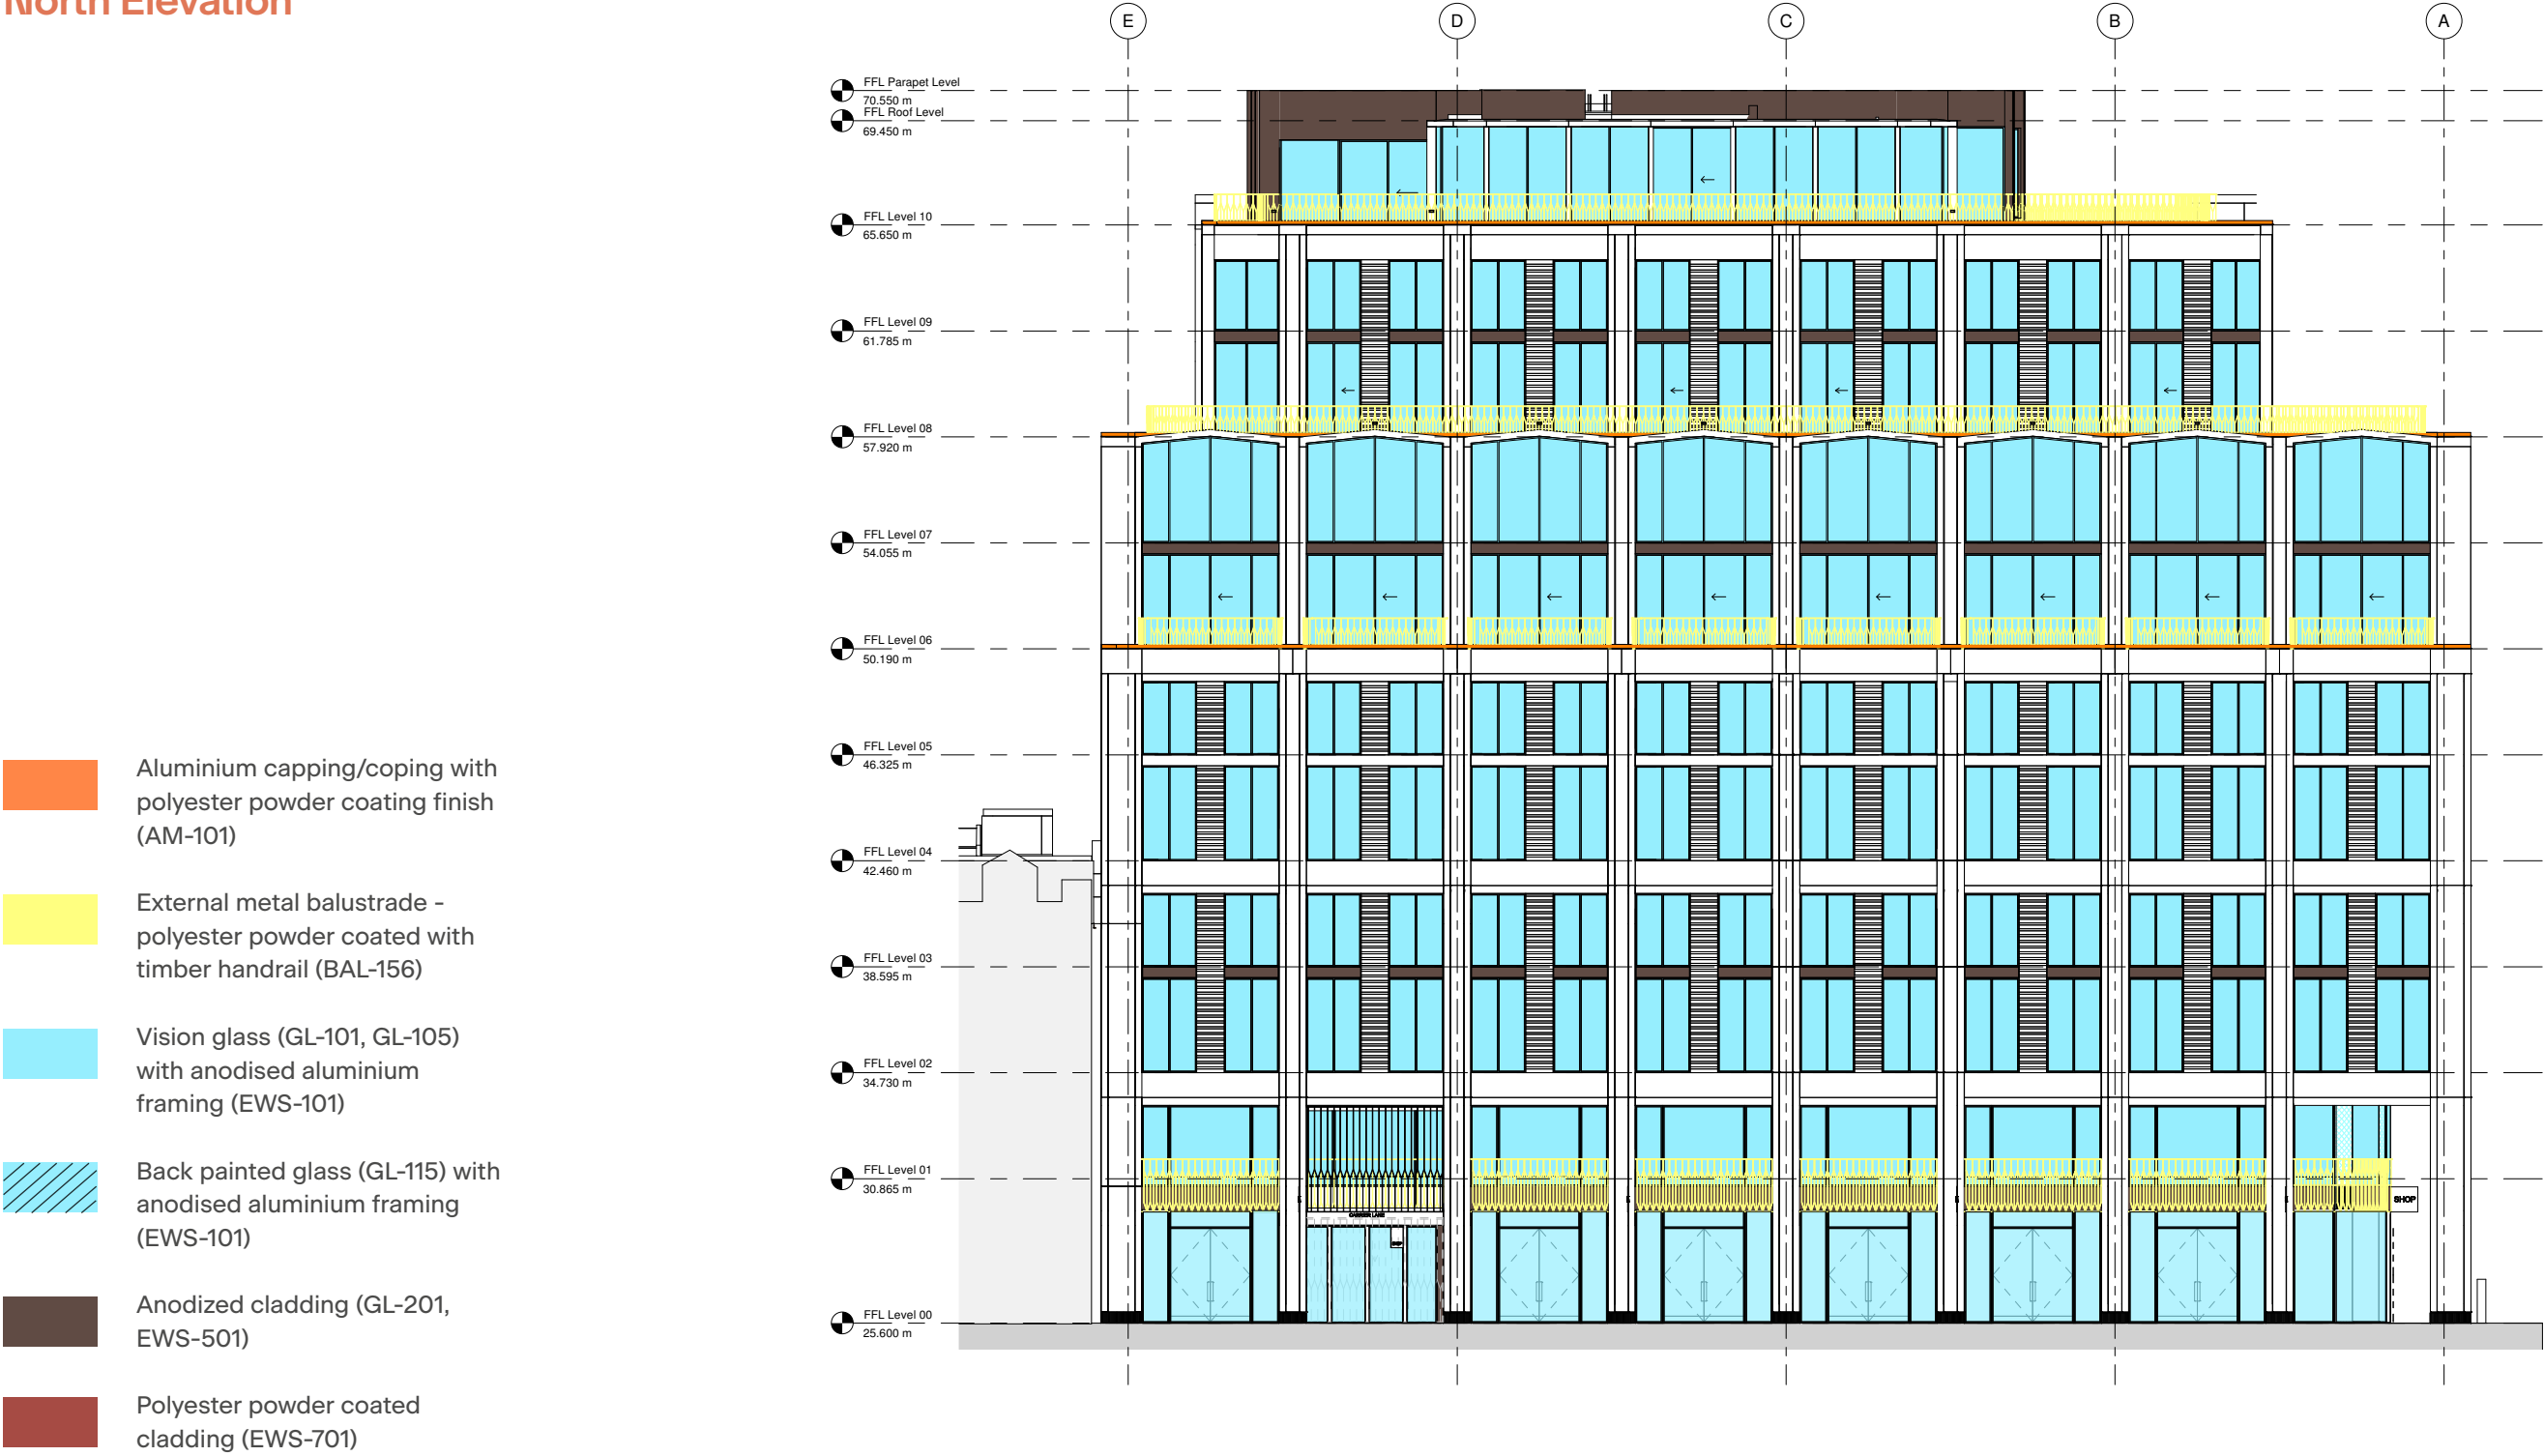 North Elevation
E
D
C
B
A
FFL Parapet Level
70.550 m
FFL Roof Level
69.450 m
FFL Level 10
65.650 m
FFL Level 09
61.785 m
FFL Level 08
57.920 m
FFL Level 07
54.055 m
FFL Level 06
50.190 m
FFL Level 05
46.325 m
FFL Level 04
42.460 m
FFL Level 03
38.595 m
FFL Level 02
34.730 m
FFL Level 01
30.865 m
SHOP
FFL Level 00
25.600 m
Aluminium capping/coping with
polyester powder coating finish
(AM-101)
External metal balustrade -
polyester powder coated with
timber handrail (BAL-156)
Vision glass (GL-101, GL-105)
with anodised aluminium
framing (EWS-101)
Back painted glass (GL-115) with
anodised aluminium framing
(EWS-101)
Anodized cladding (GL-201,
EWS-501)
Polyester powder coated
cladding (EWS-701)